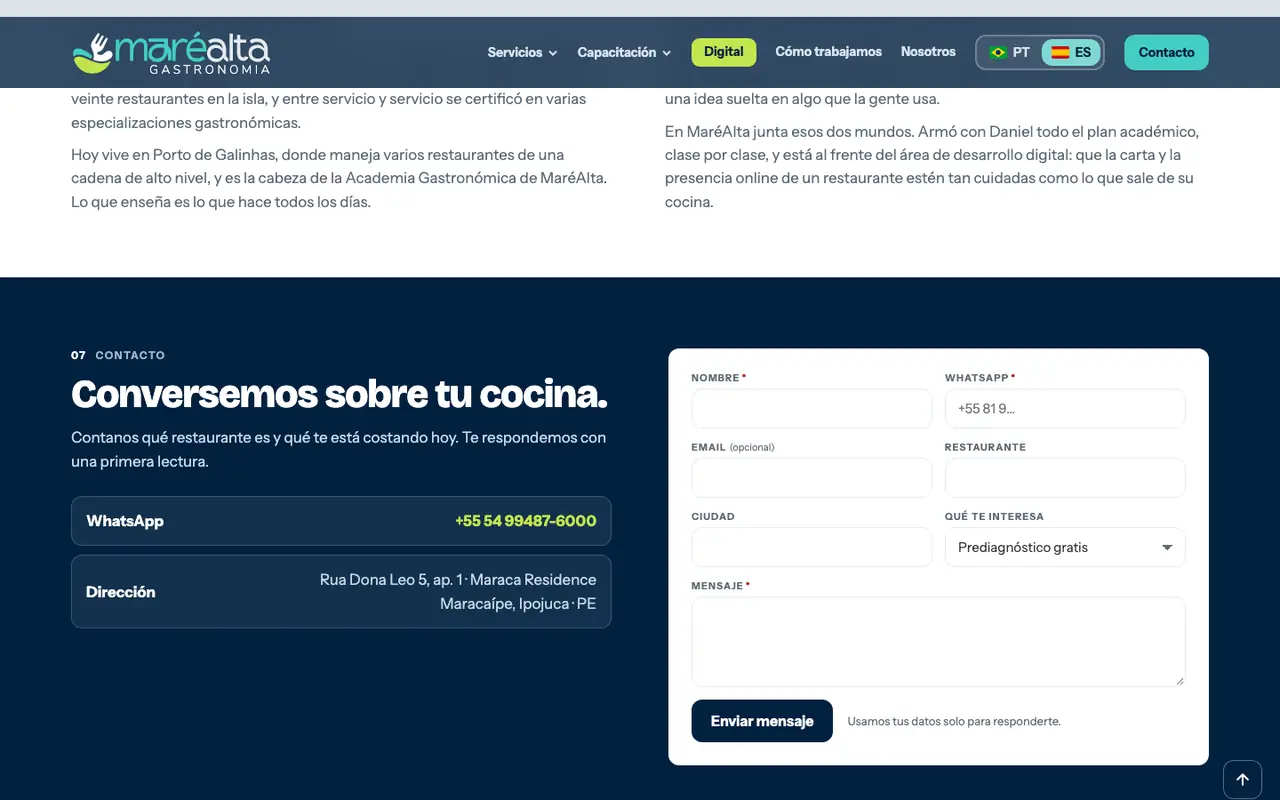 maréalta
GASTRONOMIA
Servicios
Capacitación
Digital
Cómo trabajamos
Nosotros
PT
ES
Contacto
veinte restaurantes en la isla, y entre servicio y servicio se certificó en varias
especializaciones gastronómicas.
Hoy vive en Porto de Galinhas, donde maneja varios restaurantes de una
cadena de alto nivel, y es la cabeza de la Academia Gastronómica de MaréAlta.
Lo que enseña es lo que hace todos los días.
una idea suelta en algo que la gente usa.
En MaréAlta junta esos dos mundos. Armó con Daniel todo el plan académico,
clase por clase, y está al frente del área de desarrollo digital: que la carta y la
presencia online de un restaurante estén tan cuidadas como lo que sale de su
cocina.
07 CONTACTO
Conversemos sobre tu cocina.
Contanos qué restaurante es y qué te está costando hoy. Te respondemos con
una primera lectura.
WhatsApp
+55 54 99487-6000
Dirección
Rua Dona Leo 5, ap. 1 · Maraca Residence
Maracaípe, Ipojuca · PE
NOMBRE *
WHATSAPP *
+55 81 9...
EMAIL (opcional)
RESTAURANTE
CIUDAD
QUÉ TE INTERESA
Prediagnóstico gratis
MENSAJE *
Enviar mensaje
Usamos tus datos solo para responderte.